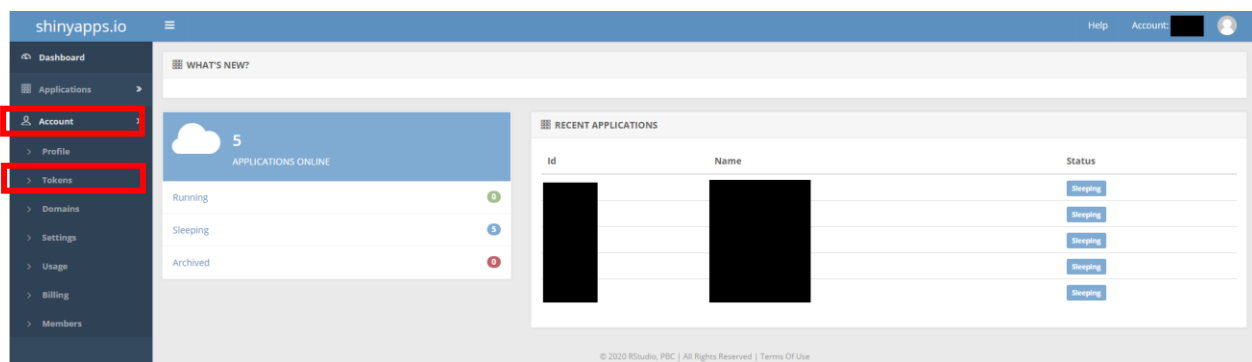 shinyapps.io
Help Account:
Dashboard
Applications
Account
Profile
Tokens
Domains
Settings
Usage
Billing
Members
WHAT'S NEW?
5
APPLICATIONS ONLINE
Running 0
Sleeping 5
Archived 0
RECENT APPLICATIONS
Id Name Status
Sleeping
Sleeping
Sleeping
Sleeping
Sleeping
© 2020 RStudio, PBC | All Rights Reserved | Terms Of Use